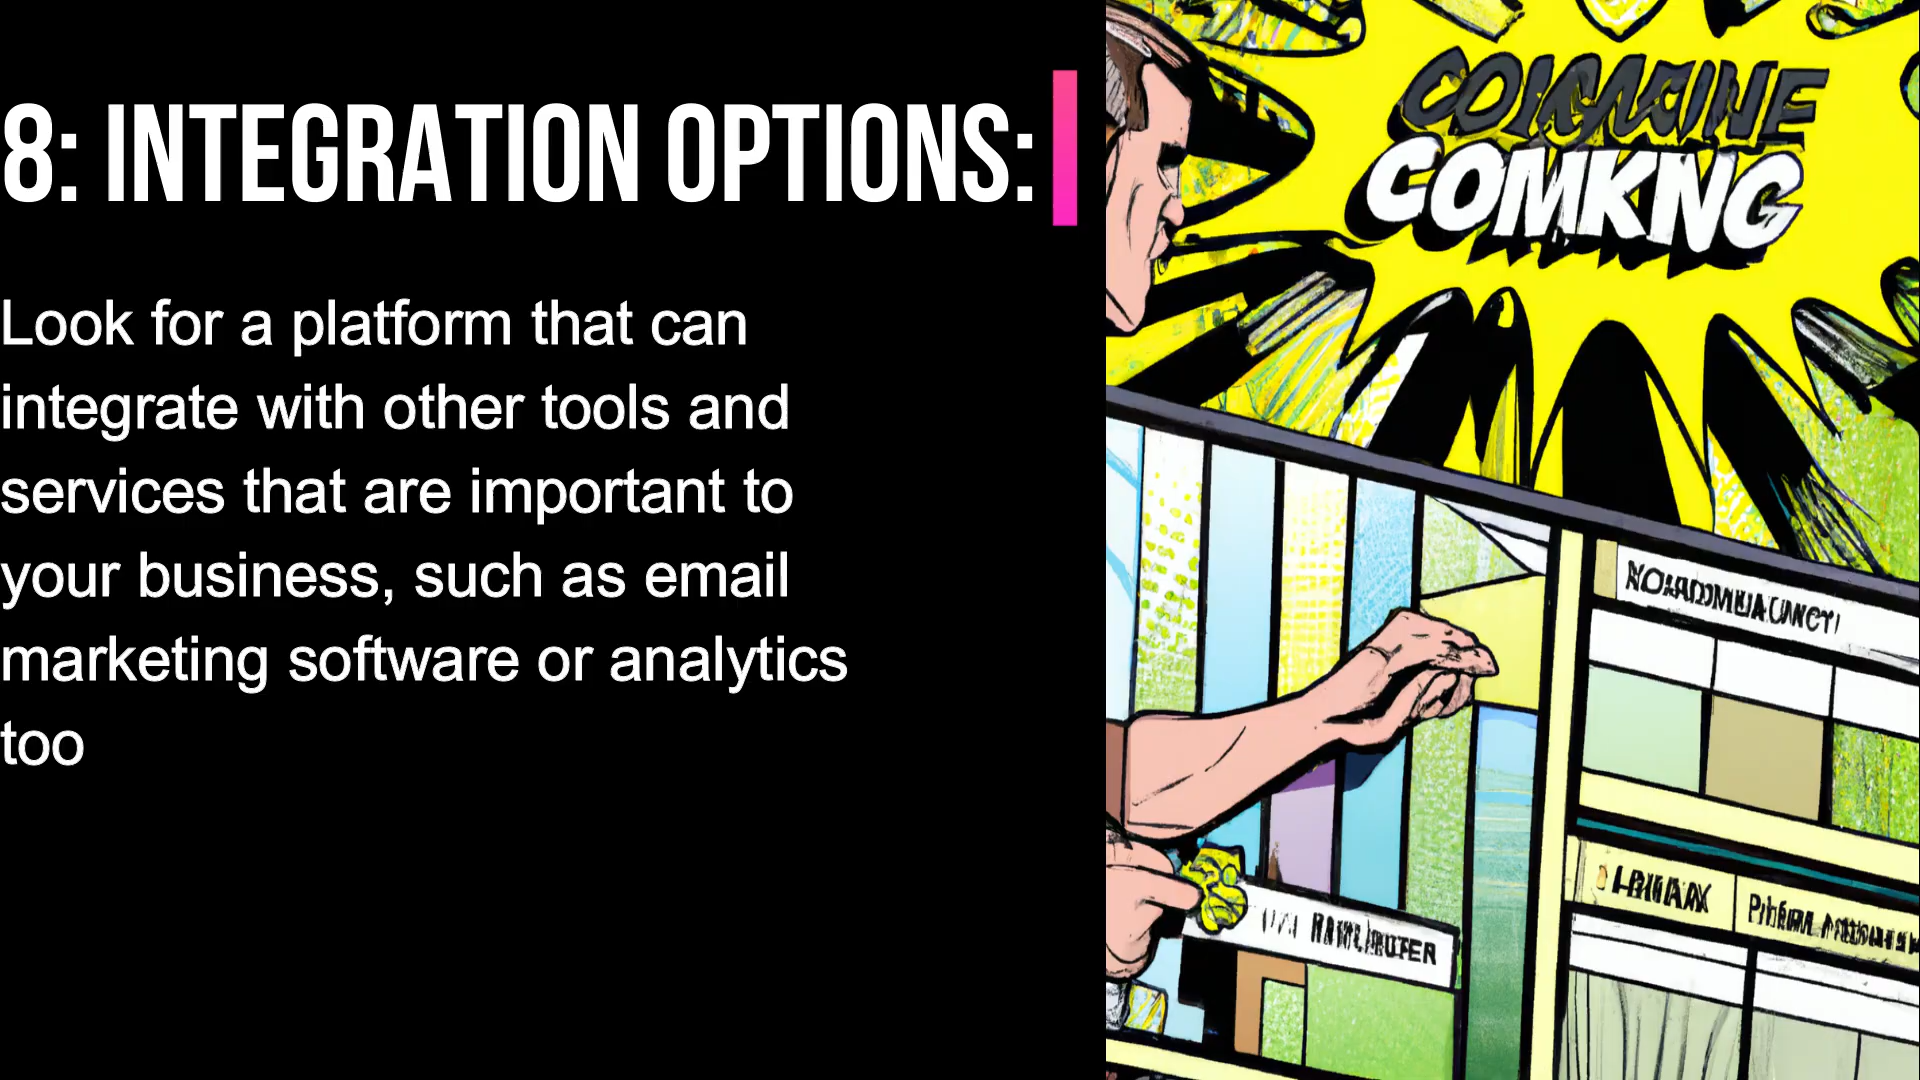 8: INTEGRATION OPTIONS:
Look for a platform that can
integrate with other tools and
services that are important to
your business, such as email
marketing software or analytics
too
COMKNG